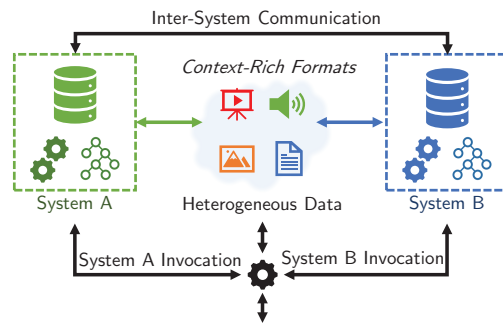 Inter-System Communication
Context-Rich Formats
System A
System B
Heterogeneous Data
System A Invocation
System B Invocation